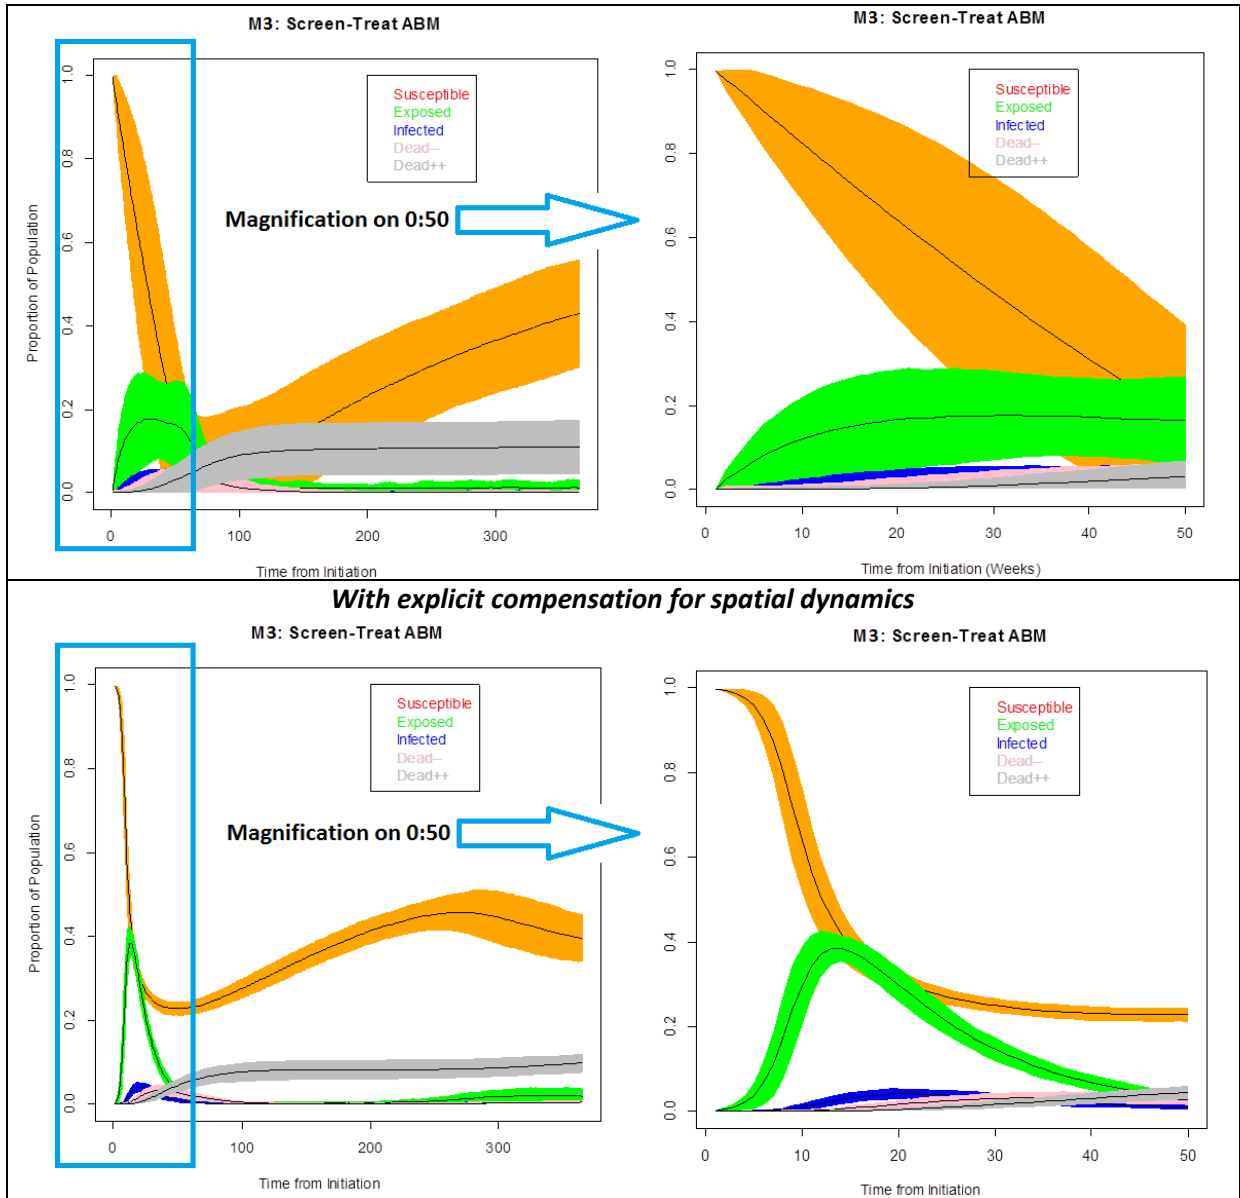 M3: Screen-Treat ABM
Proportion of Population
1.0
0.8
0.6
0.4
0.2
0.0
Susceptible
Exposed
Infected
Dead--
Dead++
Magnification on 0:50
0 100 200 300
Time from Initiation
M3: Screen-Treat ABM
1.0
0.8
0.6
0.4
0.2
0.0
Susceptible
Exposed
Infected
Dead--
Dead++
0 10 20 30 40 50
Time from Initiation (Weeks)
With explicit compensation for spatial dynamics
M3: Screen-Treat ABM
Proportion of Population
1.0
0.8
0.6
0.4
0.2
0.0
Susceptible
Exposed
Infected
Dead--
Dead++
Magnification on 0:50
0 100 200 300
Time from Initiation
M3: Screen-Treat ABM
1.0
0.8
0.6
0.4
0.2
0.0
Susceptible
Exposed
Infected
Dead--
Dead++
0 10 20 30 40 50
Time from Initiation